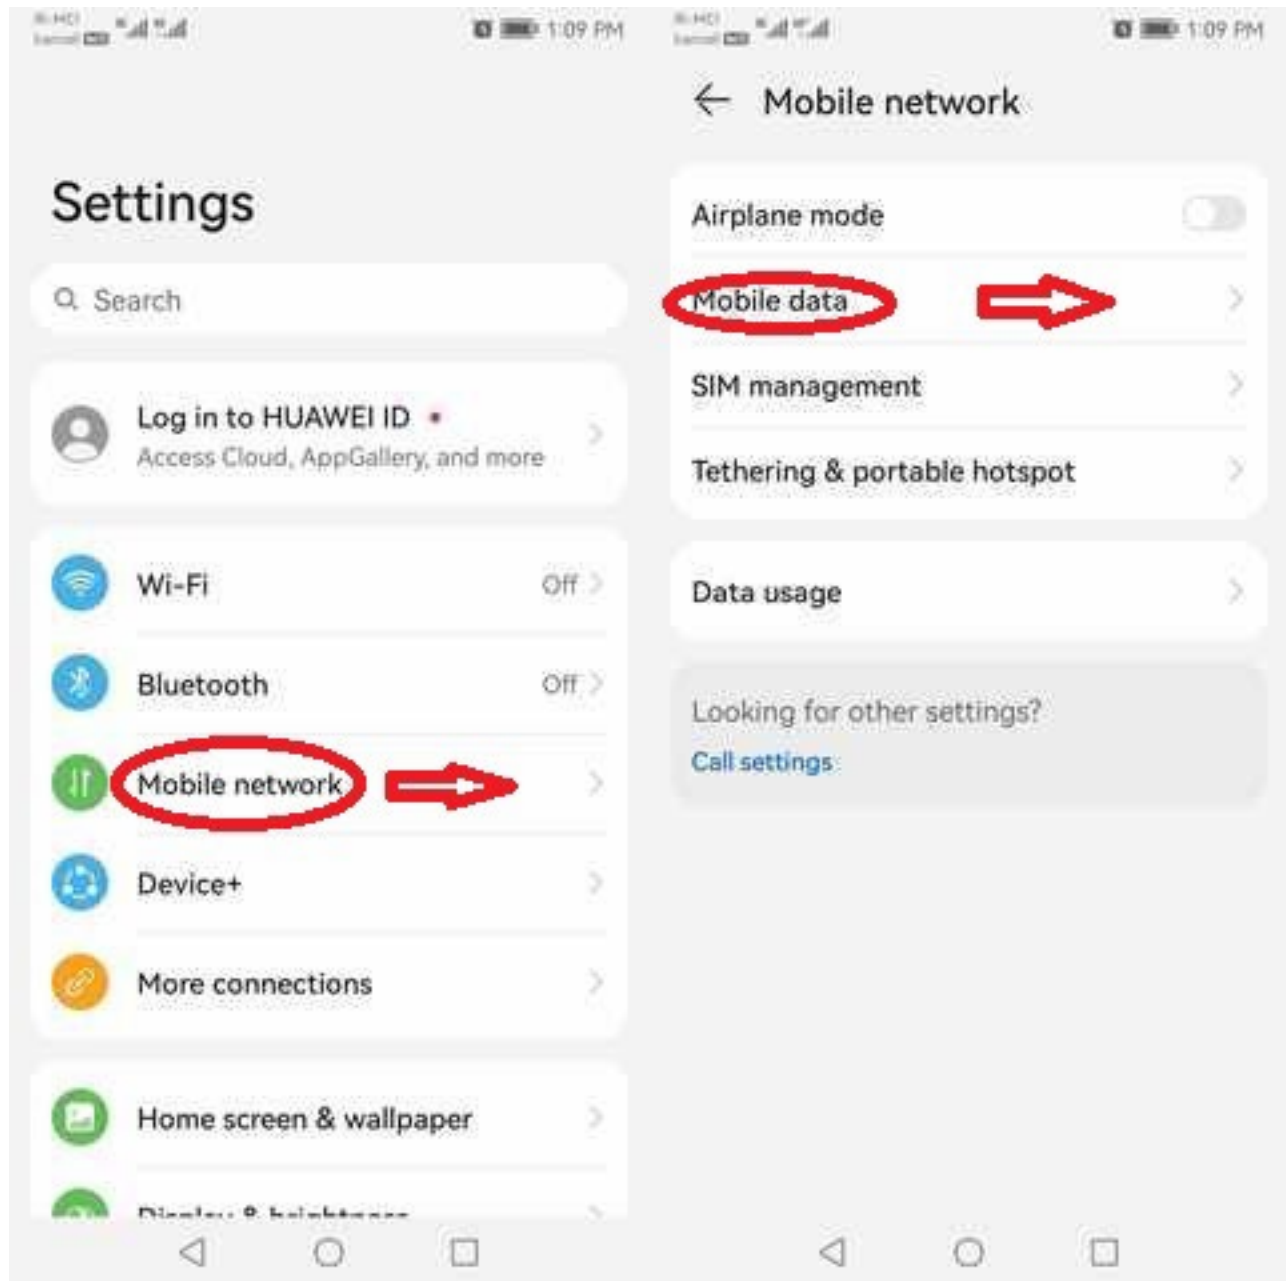 1:09 PM
Settings
Search
Log in to HUAWEI ID
Access Cloud, AppGallery, and more
Wi-Fi
Off
Bluetooth
Off
Mobile network
Device+
More connections
Home screen & wallpaper
Display & brightness
1:09 PM
Mobile network
Airplane mode
Mobile data
SIM management
Tethering & portable hotspot
Data usage
Looking for other settings?
Call settings